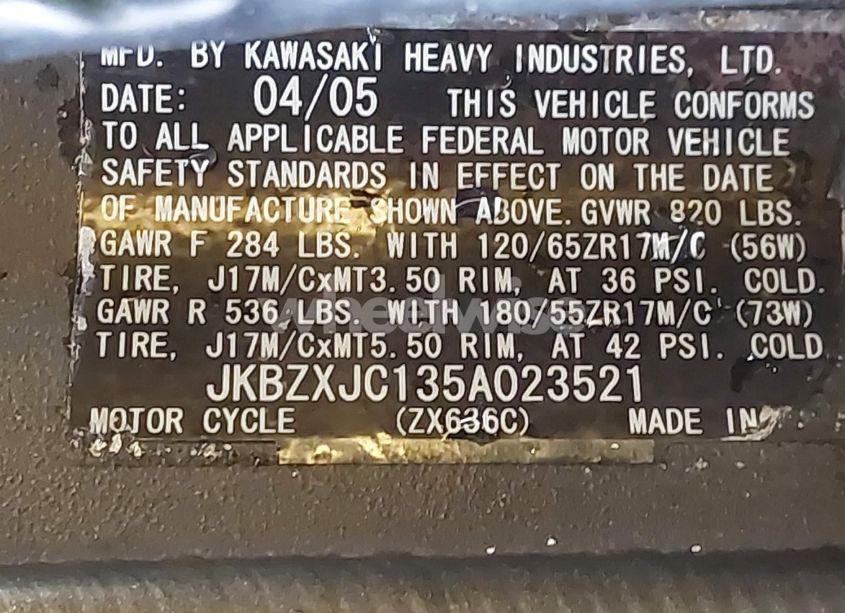 MFD. BY KAWASAKI HEAVY INDUSTRIES, LTD.
DATE: 04/05 THIS VEHICLE CONFORMS
TO ALL APPLICABLE FEDERAL MOTOR VEHICLE
SAFETY STANDARDS IN EFFECT ON THE DATE
OF MANUFACTURE SHOWN ABOVE. GVWR 820 LBS.
GAWR F 284 LBS. WITH 120/65ZR17M/C (56W)
TIRE, J17M/CxMT3.50 RIM, AT 36 PSI. COLD.
GAWR R 536 LBS. WITH 180/55ZR17M/C (73W)
TIRE, J17M/CxMT5.50 RIM, AT 42 PSI. COLD
JKBZXJC135A023521
MOTOR CYCLE (ZX636C) MADE IN